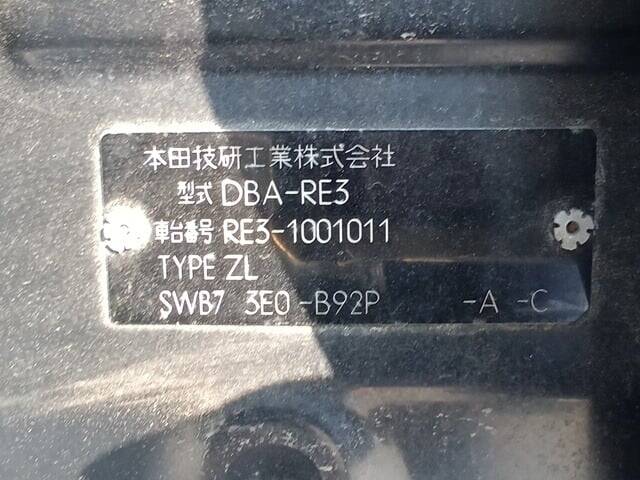 本田技研工業株式会社
型式 DBA-RE3
車台番号 RE3-1001011
TYPE ZL
SWB7 3E0-B92P -A -C